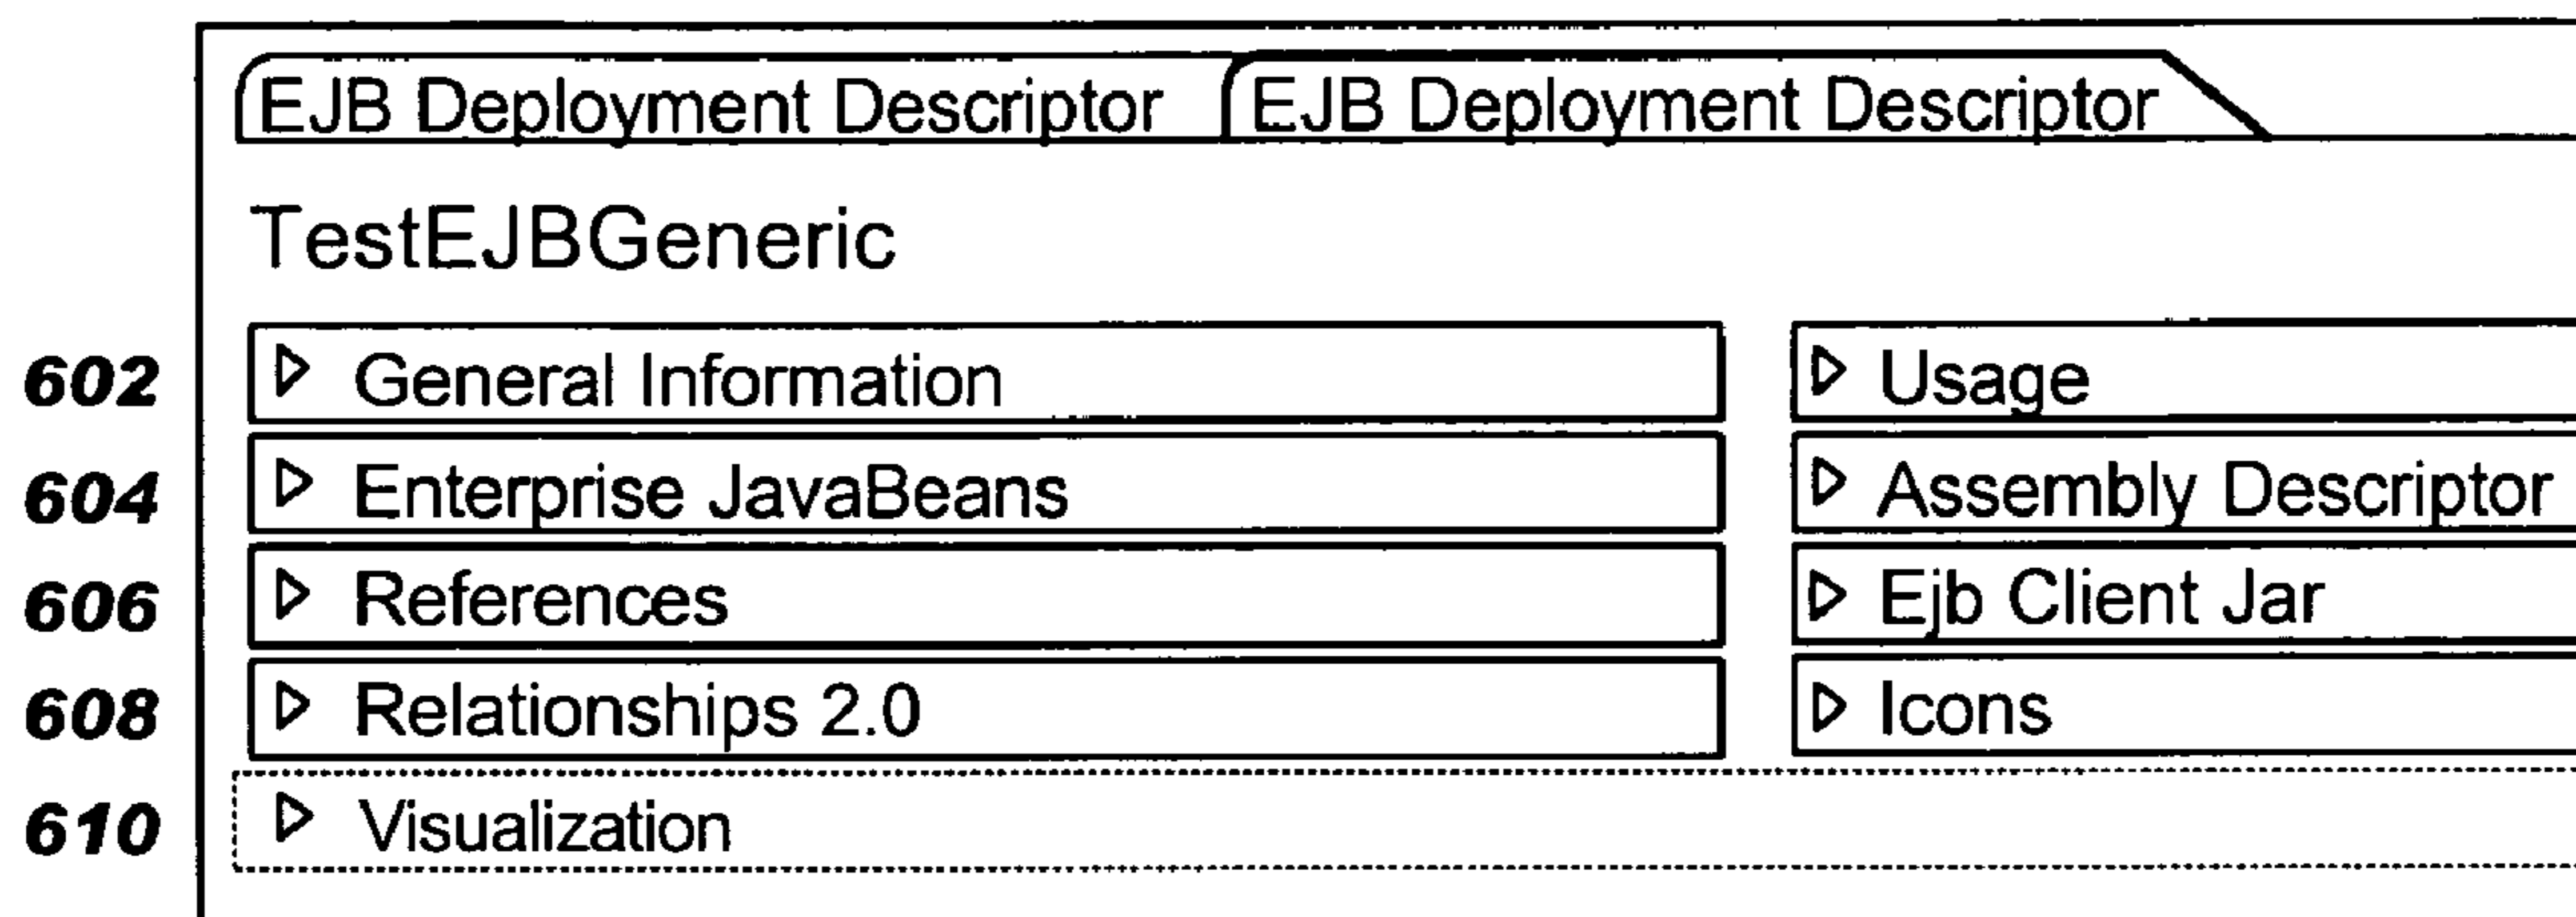 EJB Deployment Descriptor EJB Deployment Descriptor
TestEJBGeneric
602 General Information Usage
604 Enterprise JavaBeans Assembly Descriptor
606 References Ejb Client Jar
608 Relationships 2.0 Icons
610 Visualization